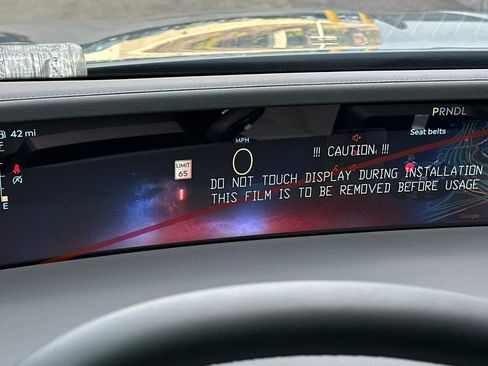 PRNDL
42 mi
F
MPH
0
Seat belts
LIMIT
65
!!! CAUTION !!!
DO NOT TOUCH DISPLAY DURING INSTALLATION
THIS FILM IS TO BE REMOVED BEFORE USAGE
E
Google